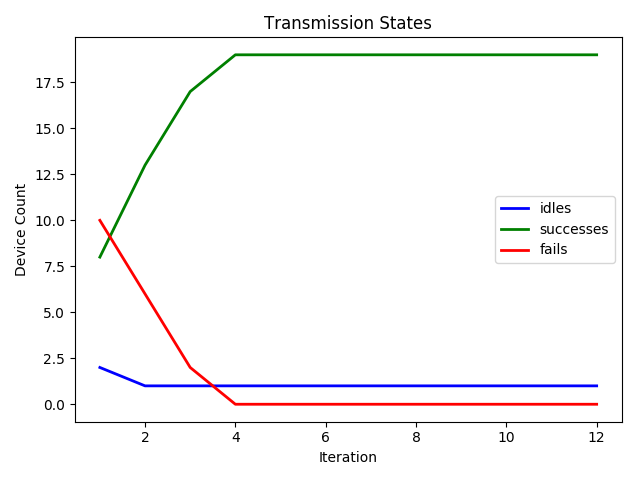 Transmission States
Device Count
17.5
15.0
12.5
10.0
7.5
5.0
2.5
0.0
idles
successes
fails
2 4 6 8 10 12
Iteration